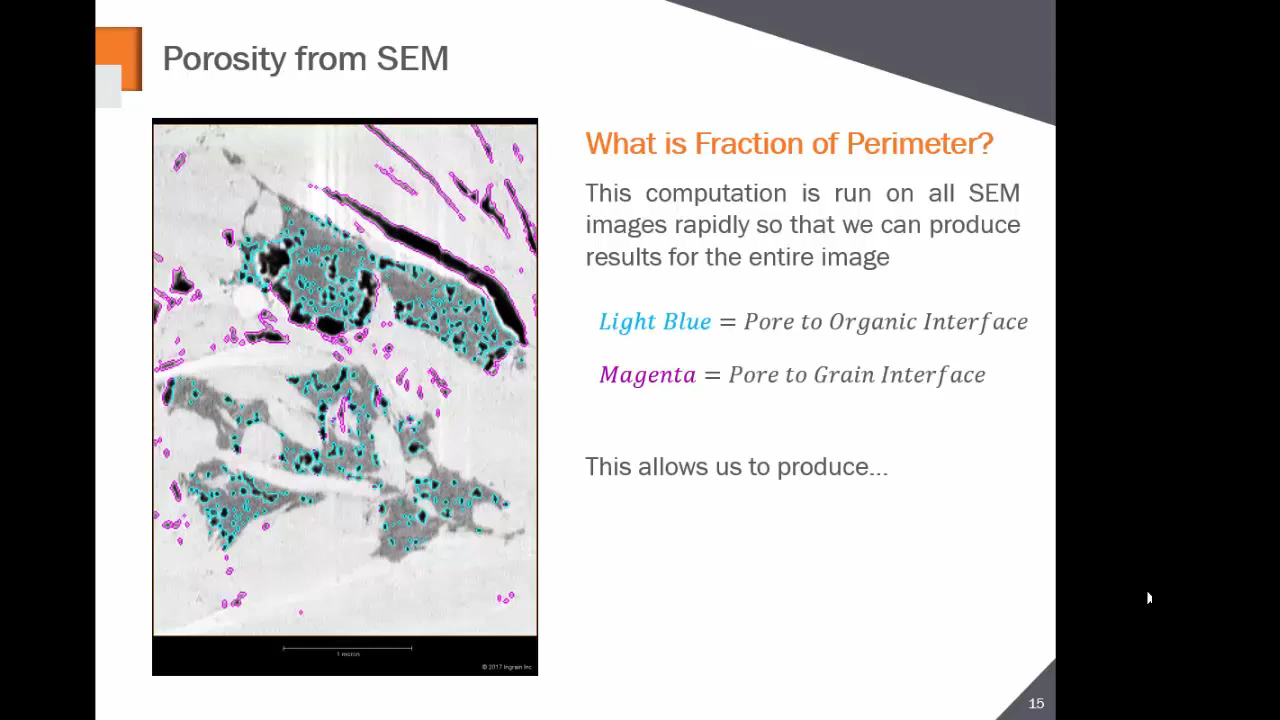 Porosity from SEM
What is Fraction of Perimeter?
This computation is run on all SEM
images rapidly so that we can produce
results for the entire image
Light Blue = Pore to Organic Interface
Magenta = Pore to Grain Interface
This allows us to produce...
1 micron
© 2017 Ingrain Inc
15